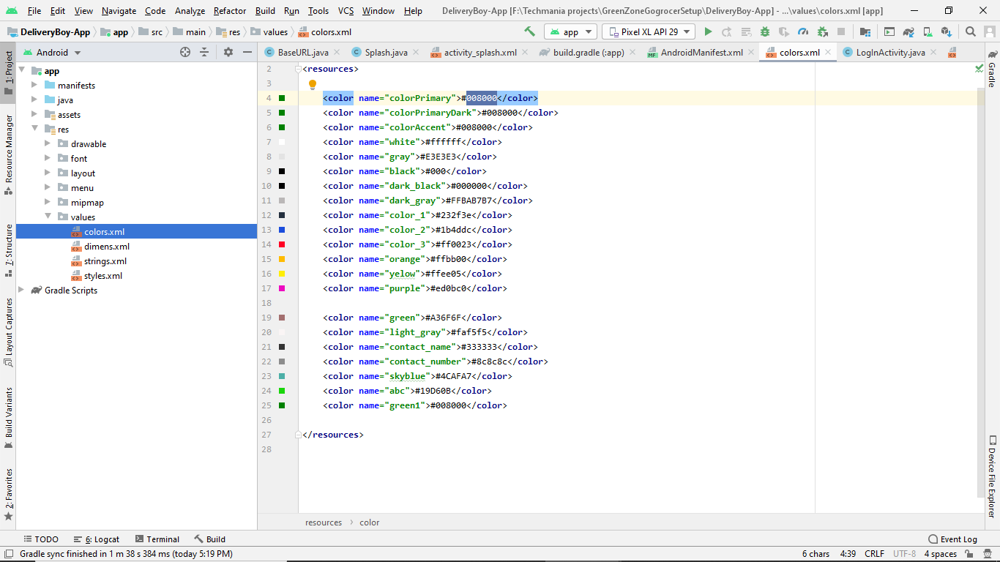 File Edit View Navigate Code Analyze Refactor Build Run Tools VCS Window Help DeliveryBoy-App [F:\Techmania projects\GreenZoneGogrocerSetup\DeliveryBoy-App] - ...\values\colors.xml [app]
DeliveryBoy-App app src main res values colors.xml app Pixel XL API 29
Android BaseURL.java Splash.java activity_splash.xml build.gradle (:app) AndroidManifest.xml colors.xml LogInActivity.java
MF
1: Project
Resource Manager
7: Structure
Layout Captures
Build Variants
2: Favorites
app
manifests
java
assets
res
drawable
font
layout
menu
mipmap
values
colors.xml
dimens.xml
strings.xml
styles.xml
Gradle Scripts
2 <resources>
3
4 <color name="colorPrimary">#008000</color>
5 <color name="colorPrimaryDark">#008000</color>
6 <color name="colorAccent">#008000</color>
7 <color name="white">#ffffff</color>
8 <color name="gray">#E3E3E3</color>
9 <color name="black">#000</color>
10 <color name="dark_black">#000000</color>
11 <color name="dark_gray">#FFBAB7B7</color>
12 <color name="color_1">#232f3e</color>
13 <color name="color_2">#1b4ddc</color>
14 <color name="color_3">#ff0023</color>
15 <color name="orange">#ffbb00</color>
16 <color name="yelow">#ffee05</color>
17 <color name="purple">#ed0bc0</color>
18
19 <color name="green">#A36F6F</color>
20 <color name="light_gray">#faf5f5</color>
21 <color name="contact_name">#333333</color>
22 <color name="contact_number">#8c8c8c</color>
23 <color name="skyblue">#4CAFA7</color>
24 <color name="abc">#19D60B</color>
25 <color name="green1">#008000</color>
26
27 </resources>
28
Gradle
Device File Explorer
resources › color
TODO 6: Logcat Terminal Build Event Log
Gradle sync finished in 1 m 38 s 384 ms (today 5:19 PM) 6 chars 4:39 CRLF UTF-8 4 spaces